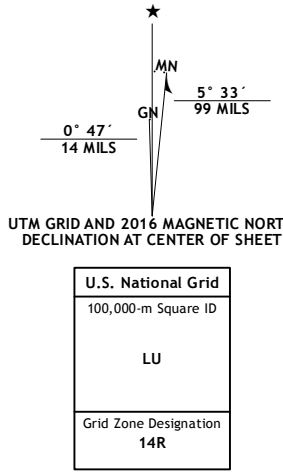 ★
MN
GN
5° 33´
99 MILS
0° 47´
14 MILS
UTM GRID AND 2016 MAGNETIC NORT
DECLINATION AT CENTER OF SHEET
U.S. National Grid
100,000-m Square ID
LU
Grid Zone Designation
14R